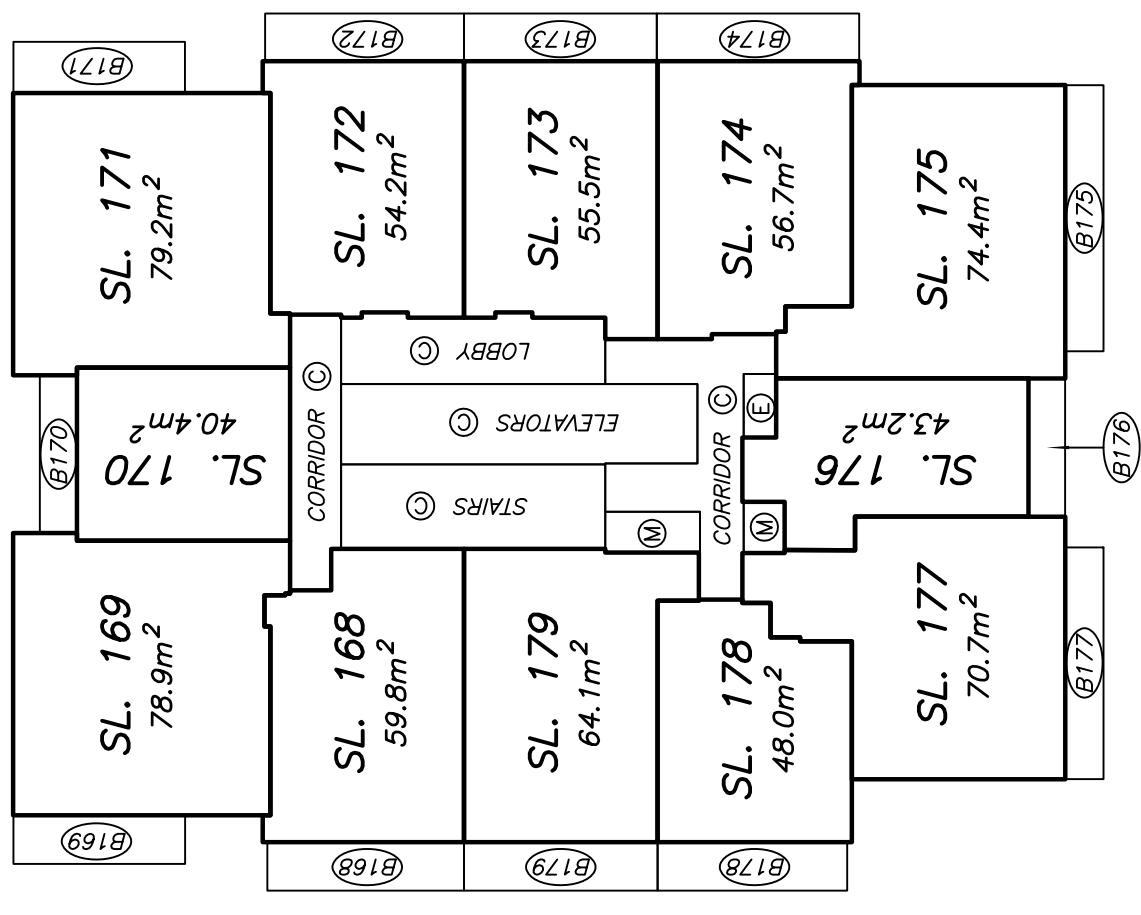 B171
B172
B173
B174
SL. 171
79.2m²
SL. 172
54.2m²
SL. 173
55.5m²
SL. 174
56.7m²
SL. 175
74.4m²
B175
B170
SL. 170
40.4m²
CORRIDOR C
LOBBY C
ELEVATORS C
STAIRS C
CORRIDOR C
E
M
M
SL. 176
43.2m²
B176
SL. 169
78.9m²
SL. 168
59.8m²
SL. 179
64.1m²
SL. 178
48.0m²
SL. 177
70.7m²
B177
B169
B168
B179
B178